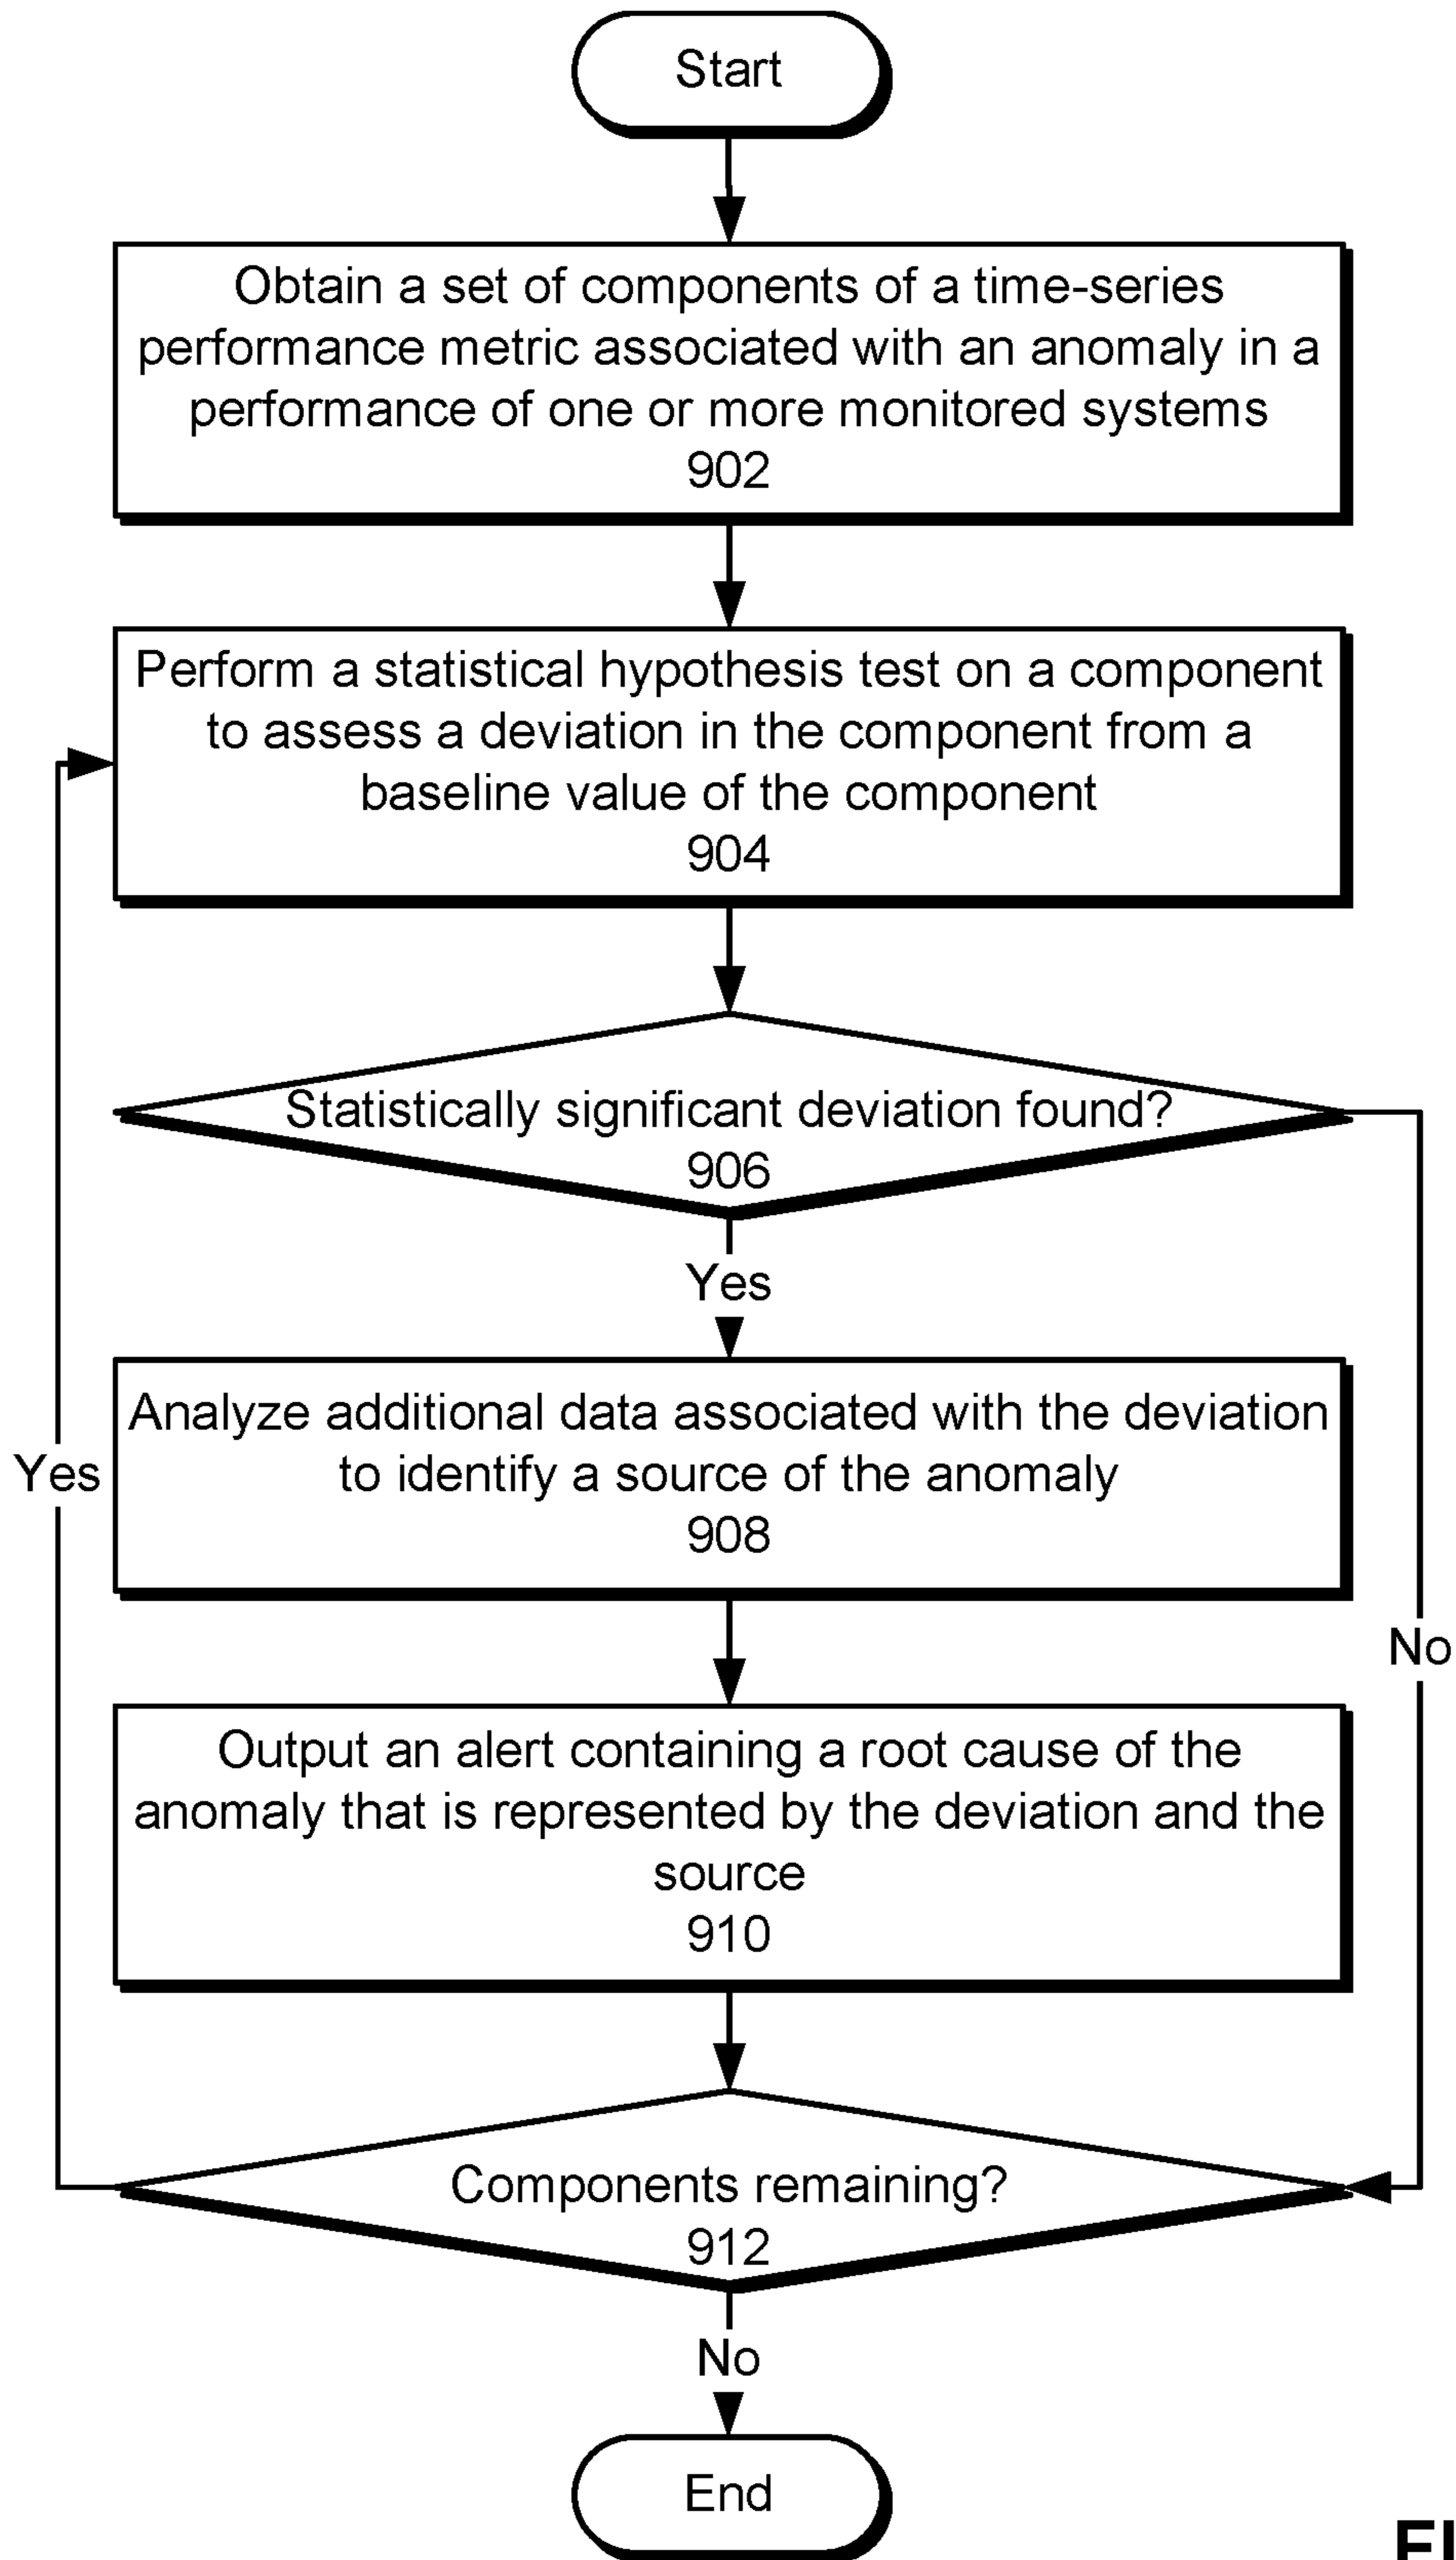 Start
Obtain a set of components of a time-series
performance metric associated with an anomaly in a
performance of one or more monitored systems
902
Perform a statistical hypothesis test on a component
to assess a deviation in the component from a
baseline value of the component
904
Statistically significant deviation found?
906
Yes
Analyze additional data associated with the deviation
to identify a source of the anomaly
908
Yes
No
Output an alert containing a root cause of the
anomaly that is represented by the deviation and the
source
910
Components remaining?
912
No
End